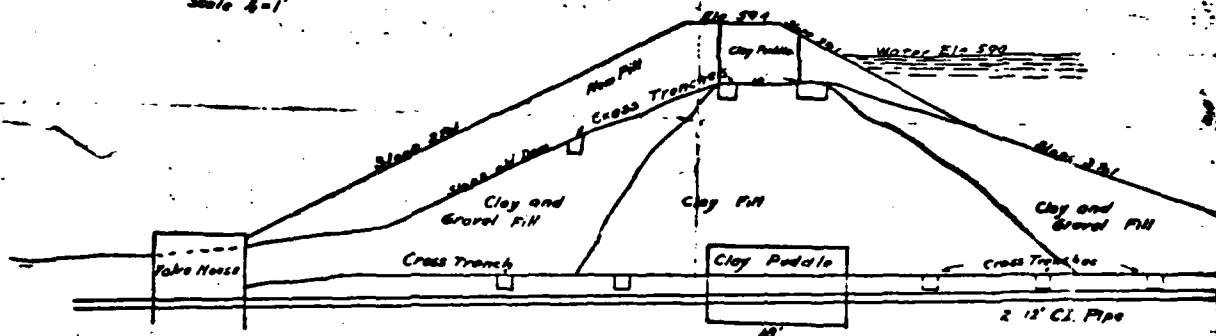 Scale
Ele 594
Clay Puddle
Water Ele 590
New Fill
Cross Trenches
Slope 2 to 1
Slope old Dam
Slope 2 to 1
Clay and
Gravel Fill
Clay Fill
Clay and
Gravel Fill
Valve House
Cross Trench
Clay Puddle
Cross Trenches
2 12" C.I. Pipe